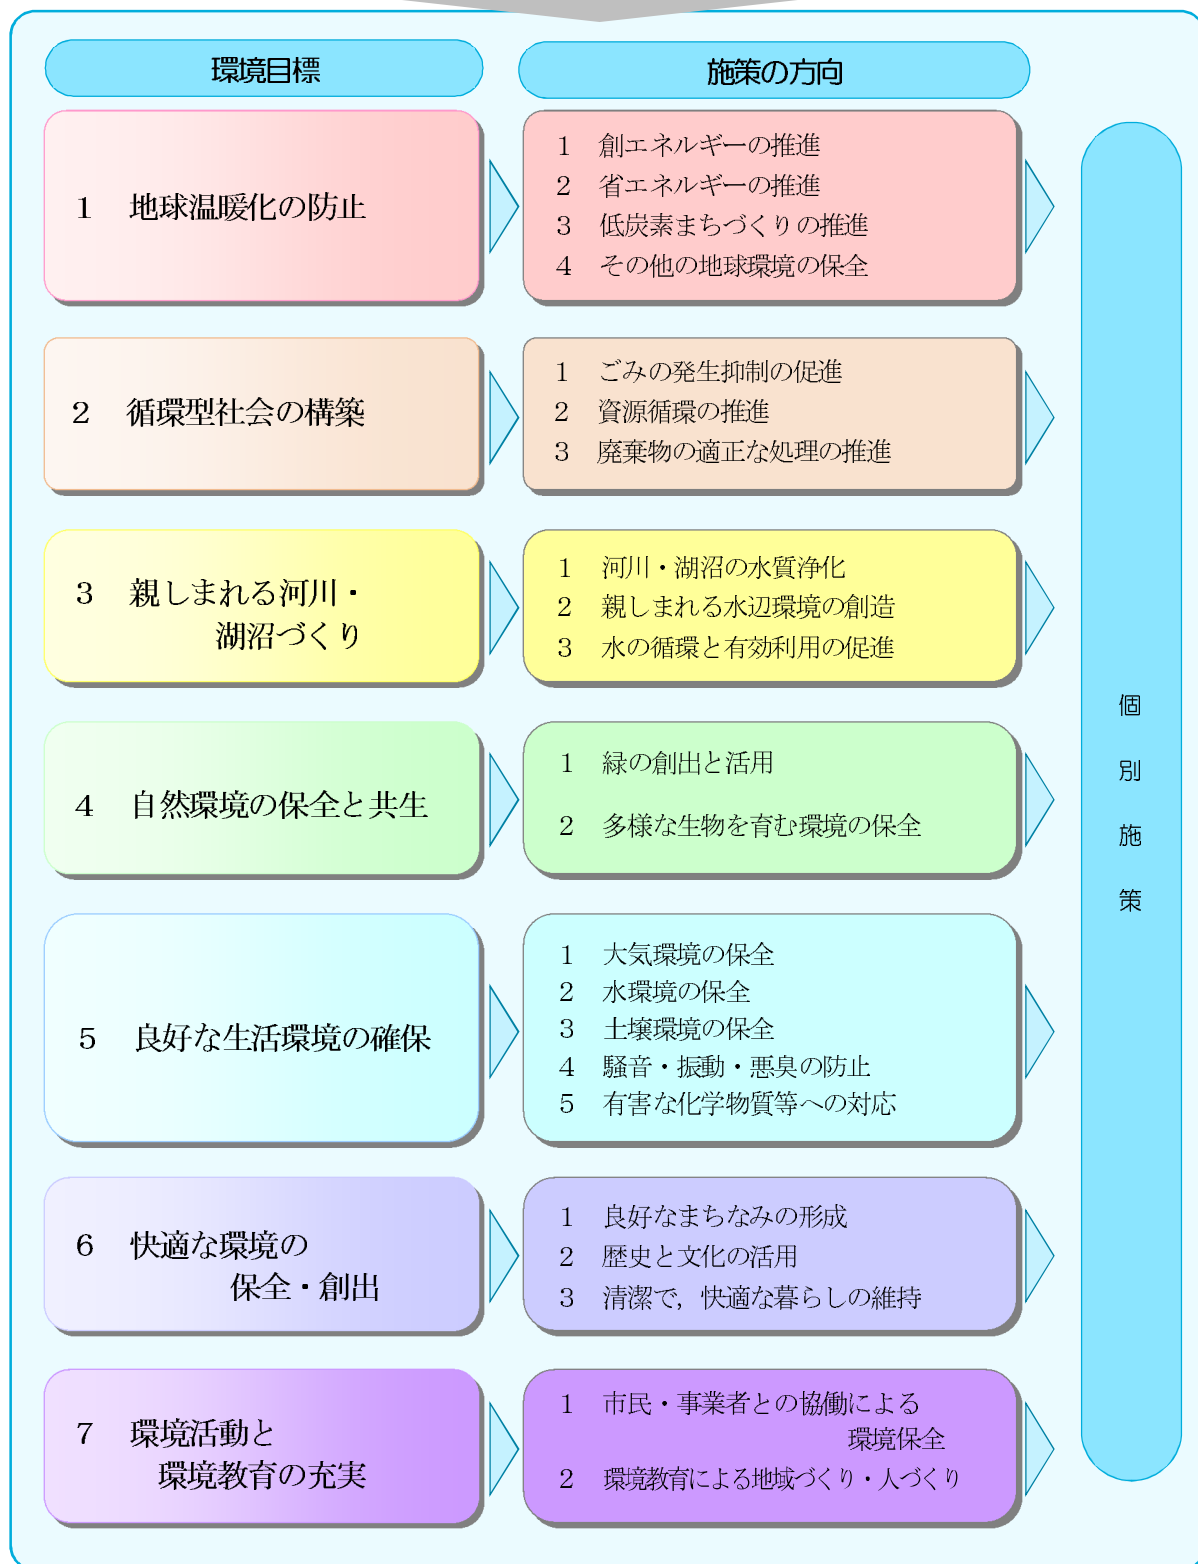 環境目標
施策の方向
1 地球温暖化の防止
1 創エネルギーの推進
2 省エネルギーの推進
3 低炭素まちづくりの推進
4 その他の地球環境の保全
2 循環型社会の構築
1 ごみの発生抑制の促進
2 資源循環の推進
3 廃棄物の適正な処理の推進
3 親しまれる河川・
湖沼づくり
1 河川・湖沼の水質浄化
2 親しまれる水辺環境の創造
3 水の循環と有効利用の促進
4 自然環境の保全と共生
1 緑の創出と活用
2 多様な生物を育む環境の保全
5 良好な生活環境の確保
1 大気環境の保全
2 水環境の保全
3 土壌環境の保全
4 騒音・振動・悪臭の防止
5 有害な化学物質等への対応
6 快適な環境の
保全・創出
1 良好なまちなみの形成
2 歴史と文化の活用
3 清潔で，快適な暮らしの維持
7 環境活動と
環境教育の充実
1 市民・事業者との協働による
環境保全
2 環境教育による地域づくり・人づくり
個別施策